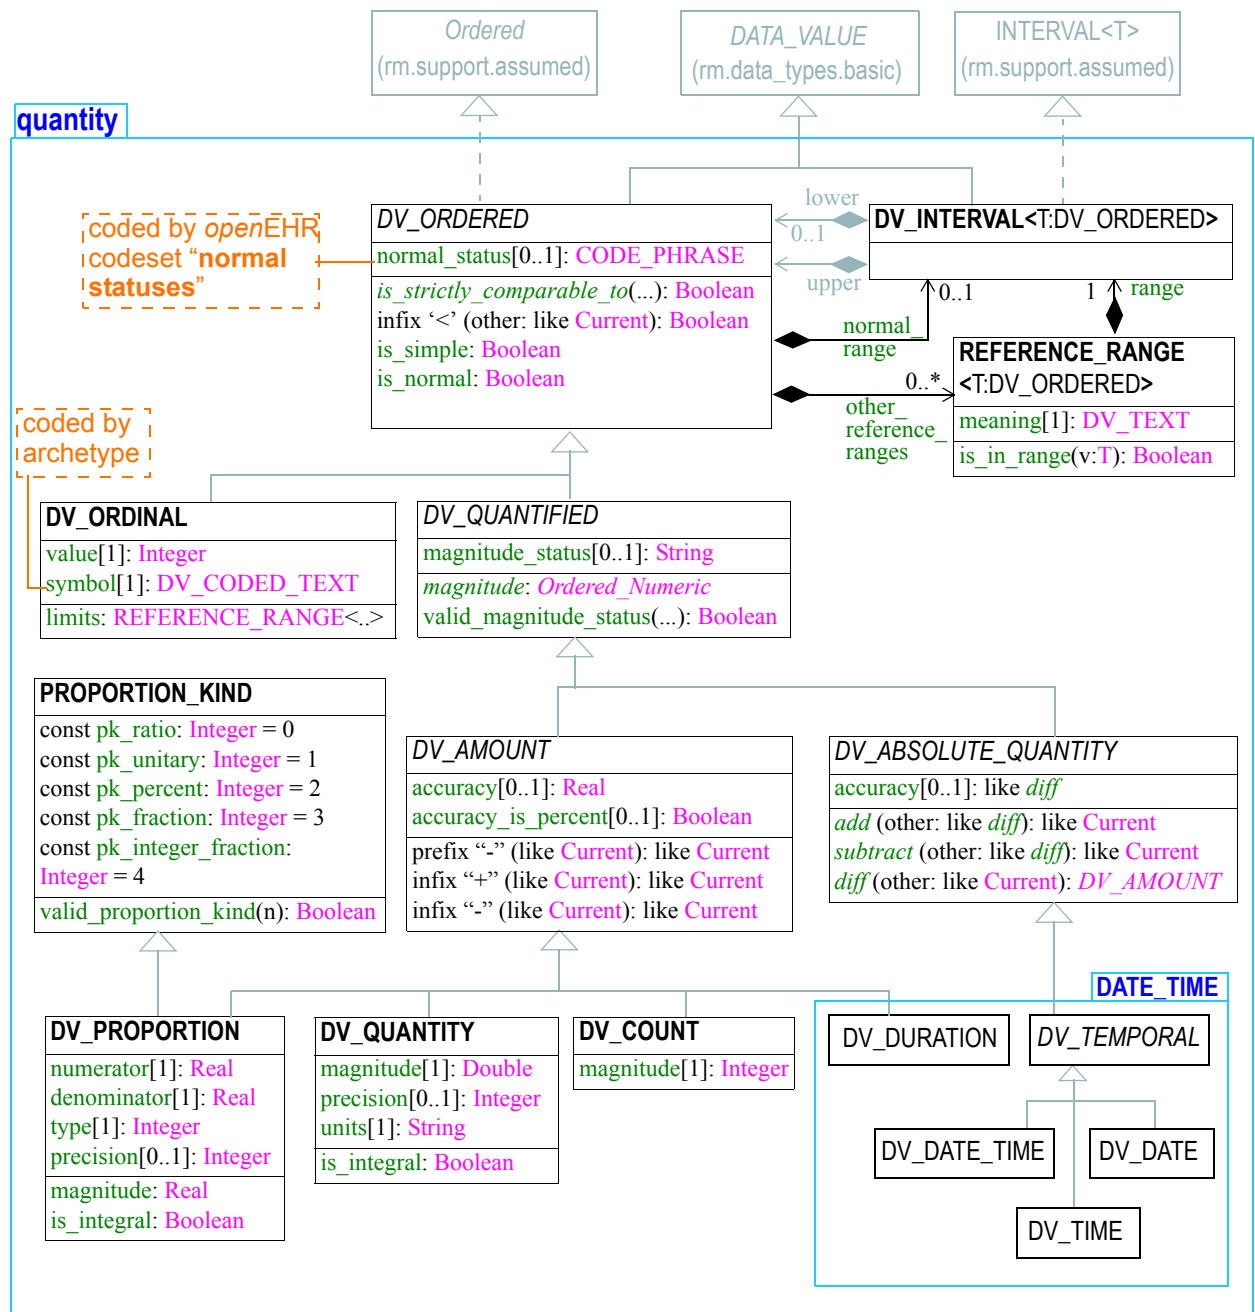 Ordered
(rm.support.assumed)
DATA_VALUE
(rm.data_types.basic)
INTERVAL<T>
(rm.support.assumed)
quantity
coded by openEHR
codeset “normal
statuses”
DV_ORDERED
normal_status[0..1]: CODE_PHRASE
is_strictly_comparable_to(...): Boolean
infix ‘<’ (other: like Current): Boolean
is_simple: Boolean
is_normal: Boolean
lower
0..1
upper
DV_INTERVAL<T:DV_ORDERED>
0..1
1
range
normal_
range
0..*
other_
reference_
ranges
REFERENCE_RANGE
<T:DV_ORDERED>
meaning[1]: DV_TEXT
is_in_range(v:T): Boolean
coded by
archetype
DV_ORDINAL
value[1]: Integer
symbol[1]: DV_CODED_TEXT
limits: REFERENCE_RANGE<..>
DV_QUANTIFIED
magnitude_status[0..1]: String
magnitude: Ordered_Numeric
valid_magnitude_status(...): Boolean
PROPORTION_KIND
const pk_ratio: Integer = 0
const pk_unitary: Integer = 1
const pk_percent: Integer = 2
const pk_fraction: Integer = 3
const pk_integer_fraction:
Integer = 4
valid_proportion_kind(n): Boolean
DV_AMOUNT
accuracy[0..1]: Real
accuracy_is_percent[0..1]: Boolean
prefix “-” (like Current): like Current
infix “+” (like Current): like Current
infix “-” (like Current): like Current
DV_ABSOLUTE_QUANTITY
accuracy[0..1]: like diff
add (other: like diff): like Current
subtract (other: like diff): like Current
diff (other: like Current): DV_AMOUNT
DV_PROPORTION
numerator[1]: Real
denominator[1]: Real
type[1]: Integer
precision[0..1]: Integer
magnitude: Real
is_integral: Boolean
DV_QUANTITY
magnitude[1]: Double
precision[0..1]: Integer
units[1]: String
is_integral: Boolean
DV_COUNT
magnitude[1]: Integer
DATE_TIME
DV_DURATION
DV_TEMPORAL
DV_DATE_TIME
DV_DATE
DV_TIME